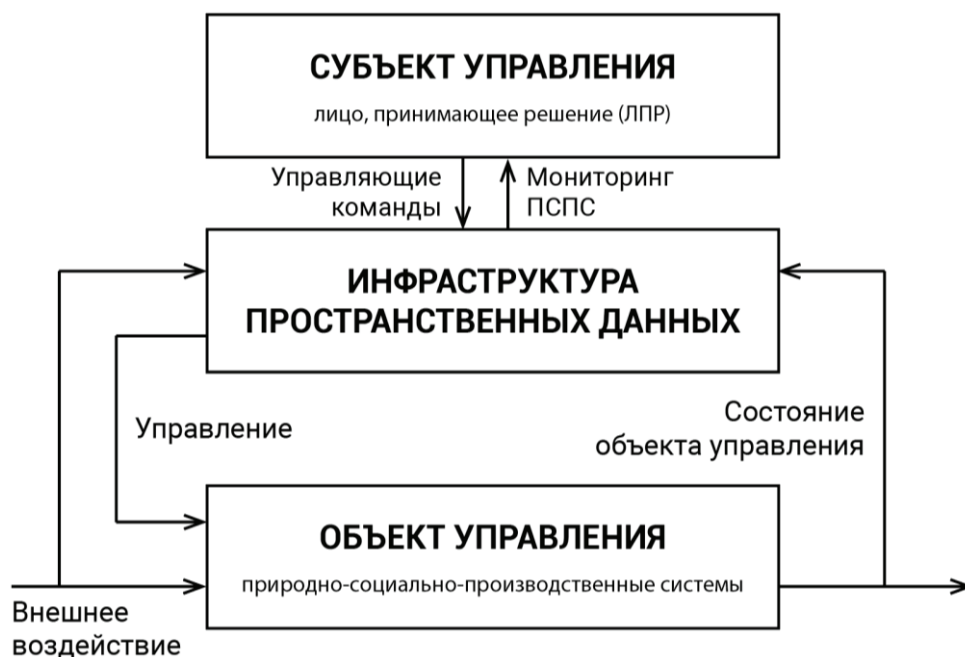 СУБЪЕКТ УПРАВЛЕНИЯ
лицо, принимающее решение (ЛПР)
Управляющие
команды
Мониторинг
ПСПС
ИНФРАСТРУКТУРА
ПРОСТРАНСТВЕННЫХ ДАННЫХ
Управление
Состояние
объекта управления
ОБЪЕКТ УПРАВЛЕНИЯ
природно-социально-производственные системы
Внешнее
воздействие